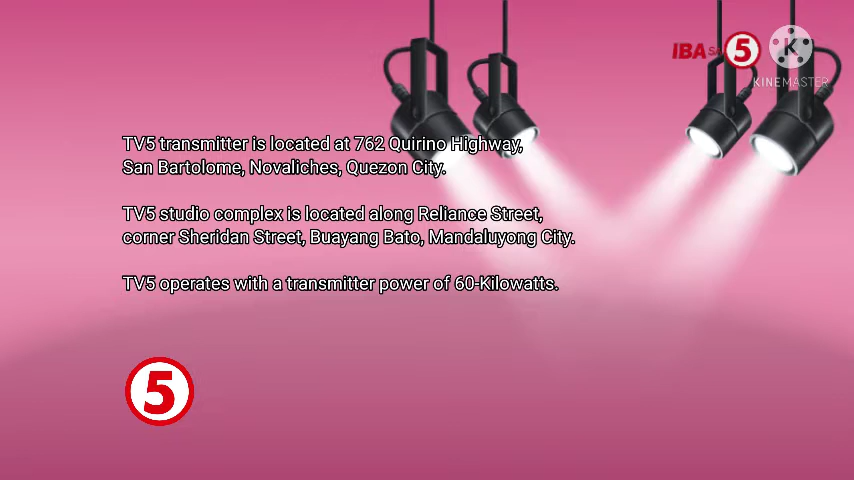 IBA SA 5
K
KINEMASTER
TV5 transmitter is located at 762 Quirino Highway,
San Bartolome, Novaliches, Quezon City.
TV5 studio complex is located along Reliance Street,
corner Sheridan Street, Buayang Bato, Mandaluyong City.
TV5 operates with a transmitter power of 60-Kilowatts.
5